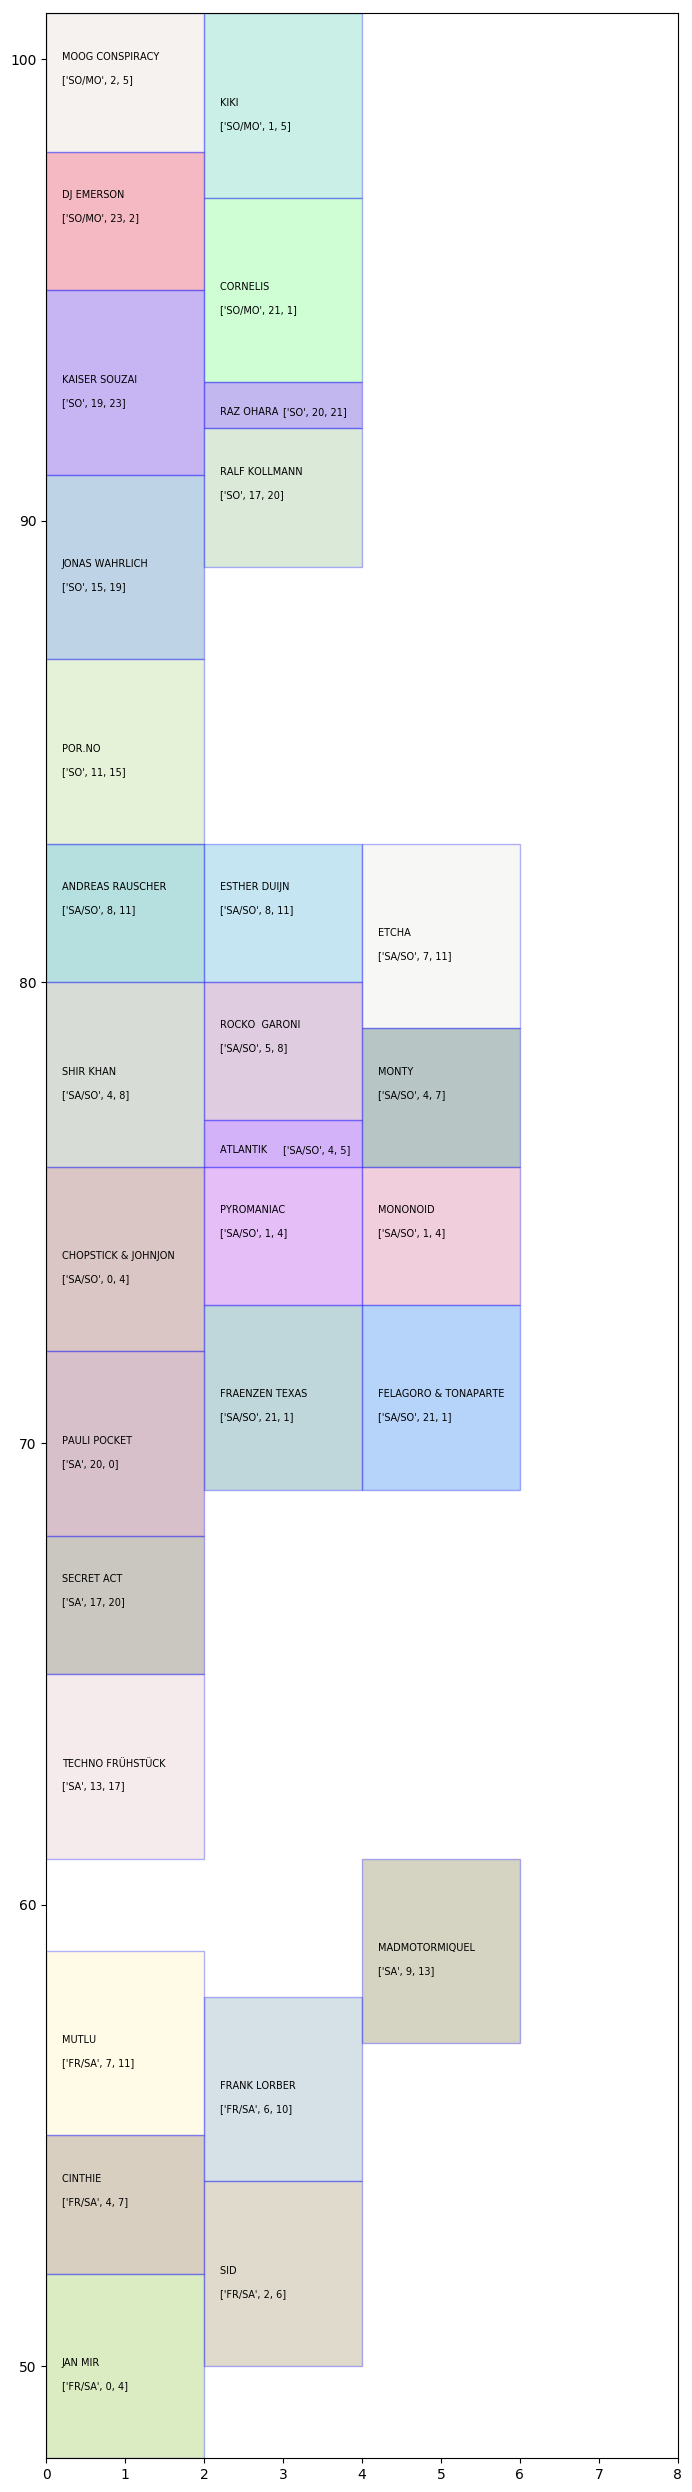 100
MOOG CONSPIRACY
['SO/MO', 2, 5]
KIKI
['SO/MO', 1, 5]
DJ EMERSON
['SO/MO', 23, 2]
CORNELIS
['SO/MO', 21, 1]
KAISER SOUZAI
['SO', 19, 23]
RAZ OHARA ['SO', 20, 21]
RALF KOLLMANN
['SO', 17, 20]
90
JONAS WAHRLICH
['SO', 15, 19]
POR.NO
['SO', 11, 15]
ANDREAS RAUSCHER
['SA/SO', 8, 11]
ESTHER DUIJN
['SA/SO', 8, 11]
ETCHA
['SA/SO', 7, 11]
80
ROCKO  GARONI
['SA/SO', 5, 8]
SHIR KHAN
['SA/SO', 4, 8]
MONTY
['SA/SO', 4, 7]
ATLANTIK ['SA/SO', 4, 5]
PYROMANIAC
['SA/SO', 1, 4]
MONONOID
['SA/SO', 1, 4]
CHOPSTICK & JOHNJON
['SA/SO', 0, 4]
FRAENZEN TEXAS
['SA/SO', 21, 1]
FELAGORO & TONAPARTE
['SA/SO', 21, 1]
70
PAULI POCKET
['SA', 20, 0]
SECRET ACT
['SA', 17, 20]
TECHNO FRÜHSTÜCK
['SA', 13, 17]
60
MADMOTORMIQUEL
['SA', 9, 13]
MUTLU
['FR/SA', 7, 11]
FRANK LORBER
['FR/SA', 6, 10]
CINTHIE
['FR/SA', 4, 7]
SID
['FR/SA', 2, 6]
50
JAN MIR
['FR/SA', 0, 4]
0 1 2 3 4 5 6 7 8